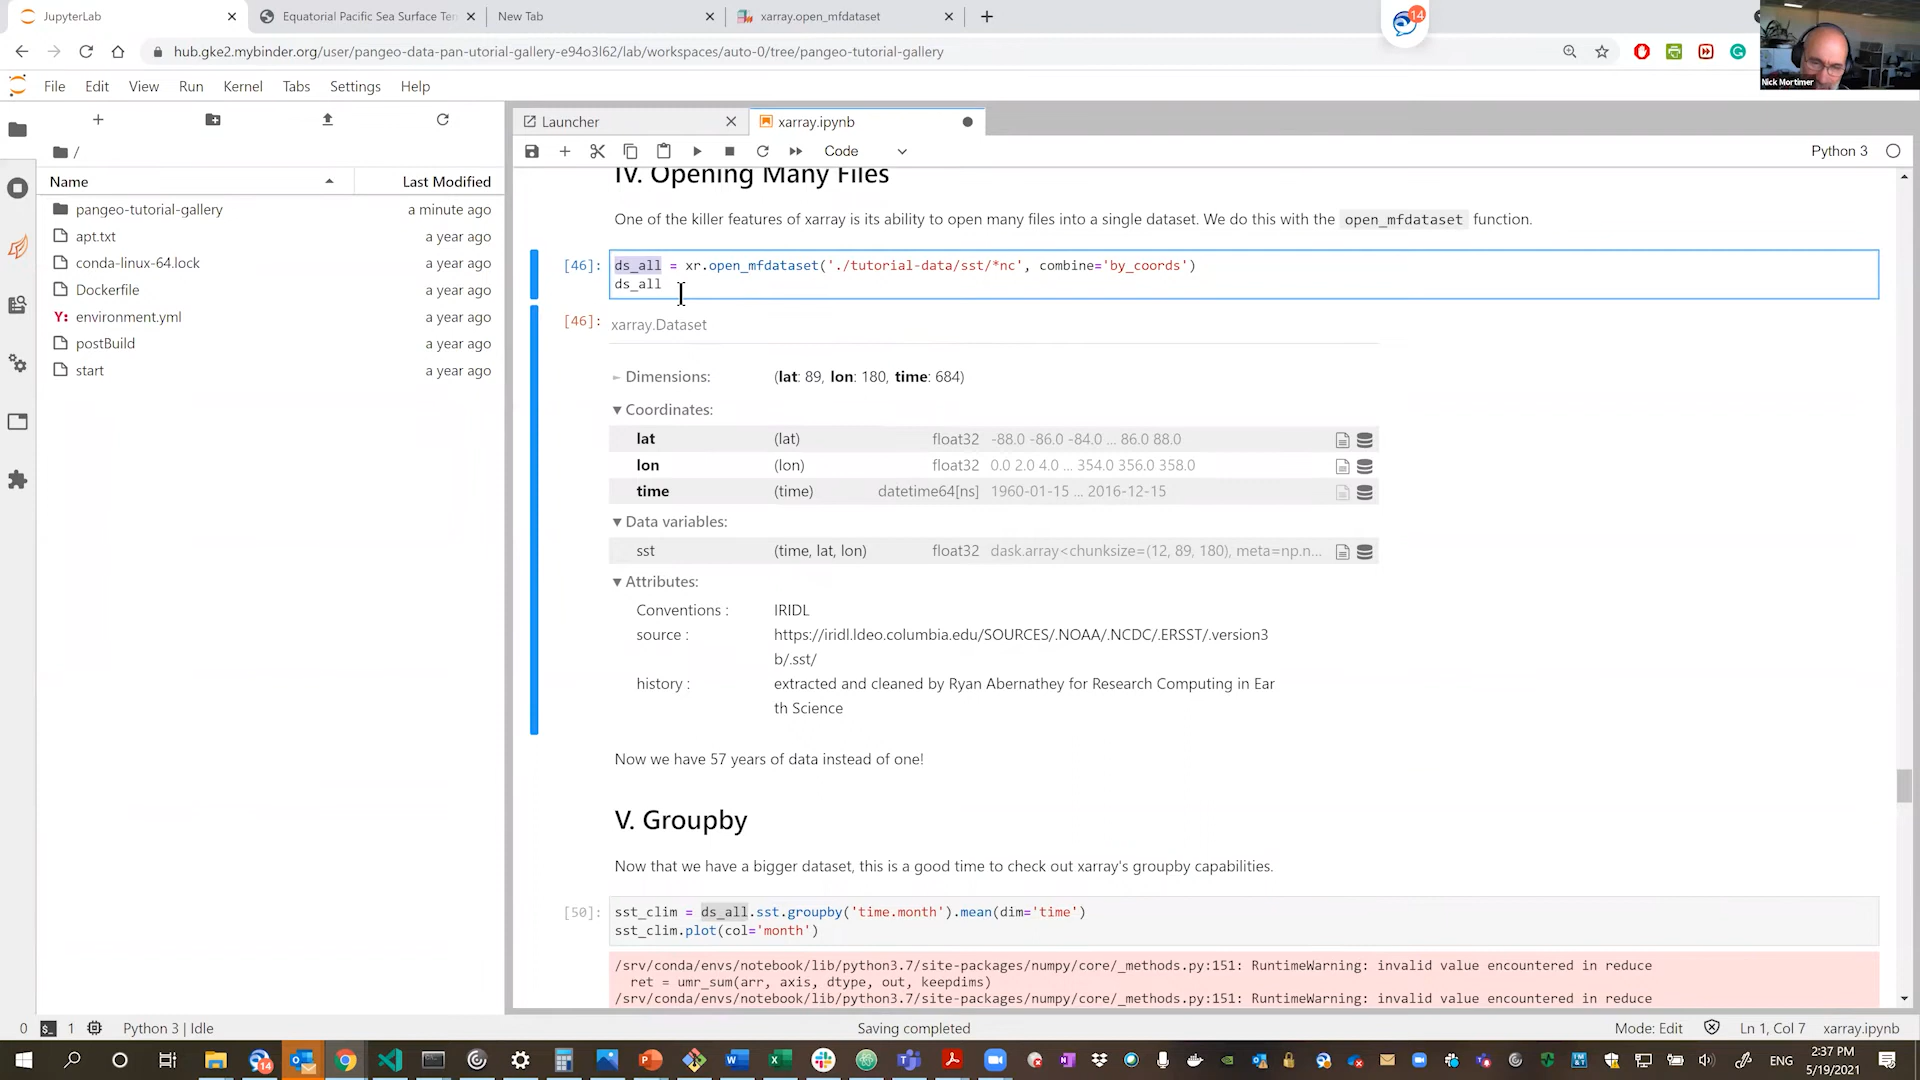 JupyterLab
Equatorial Pacific Sea Surface Ten
New Tab
xarray.open_mfdataset
14
hub.gke2.mybinder.org/user/pangeo-data-pan-utorial-gallery-e94o3l62/lab/workspaces/auto-0/tree/pangeo-tutorial-gallery
Nick Mortimer
File Edit View Run Kernel Tabs Settings Help
Launcher
xarray.ipynb
/
Code
Python 3
Name Last Modified
pangeo-tutorial-gallery a minute ago
apt.txt a year ago
conda-linux-64.lock a year ago
Dockerfile a year ago
Y: environment.yml a year ago
postBuild a year ago
start a year ago
IV. Opening Many Files
One of the killer features of xarray is its ability to open many files into a single dataset. We do this with the open_mfdataset function.
[46]: ds_all = xr.open_mfdataset('./tutorial-data/sst/*nc', combine='by_coords')
ds_all
[46]: xarray.Dataset
Dimensions: (lat: 89, lon: 180, time: 684)
Coordinates:
lat (lat) float32 -88.0 -86.0 -84.0 ... 86.0 88.0
lon (lon) float32 0.0 2.0 4.0 ... 354.0 356.0 358.0
time (time) datetime64[ns] 1960-01-15 ... 2016-12-15
Data variables:
sst (time, lat, lon) float32 dask.array<chunksize=(12, 89, 180), meta=np.n...
Attributes:
Conventions : IRIDL
source : https://iridl.ldeo.columbia.edu/SOURCES/.NOAA/.NCDC/.ERSST/.version3
b/.sst/
history : extracted and cleaned by Ryan Abernathey for Research Computing in Ear
th Science
Now we have 57 years of data instead of one!
V. Groupby
Now that we have a bigger dataset, this is a good time to check out xarray's groupby capabilities.
[50]: sst_clim = ds_all.sst.groupby('time.month').mean(dim='time')
sst_clim.plot(col='month')
/srv/conda/envs/notebook/lib/python3.7/site-packages/numpy/core/_methods.py:151: RuntimeWarning: invalid value encountered in reduce
ret = umr_sum(arr, axis, dtype, out, keepdims)
/srv/conda/envs/notebook/lib/python3.7/site-packages/numpy/core/_methods.py:151: RuntimeWarning: invalid value encountered in reduce
0 1 Python 3 | Idle Saving completed Mode: Edit Ln 1, Col 7 xarray.ipynb
14
ENG
2:37 PM
5/19/2021